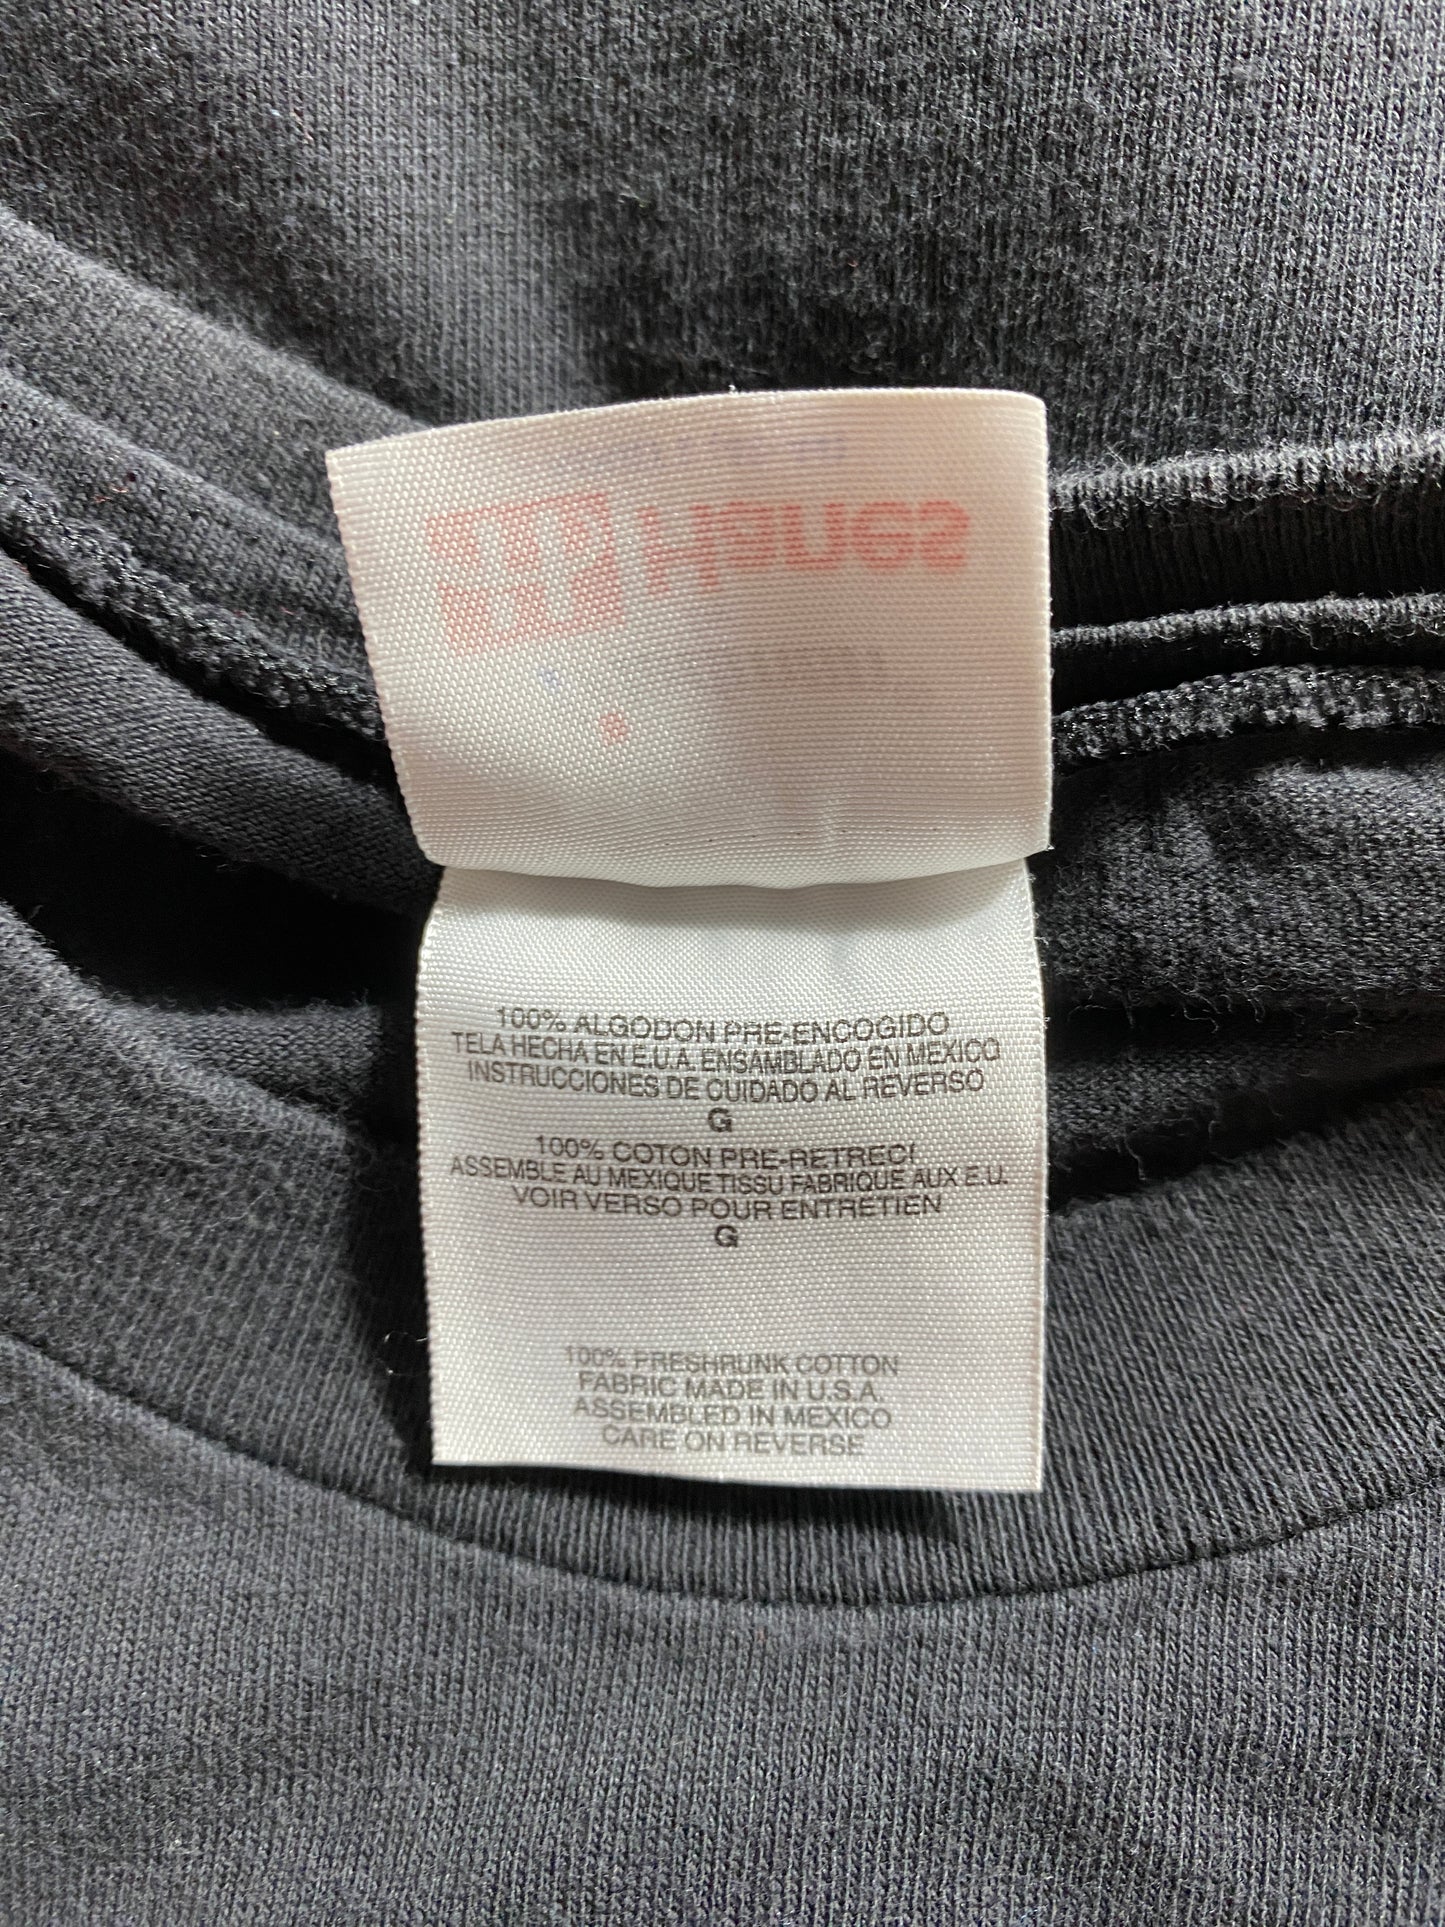 Hanes
100% ALGODON PRE-ENCOGIDO
TELA HECHA EN E.U.A. ENSAMBLADO EN MEXICO
INSTRUCCIONES DE CUIDADO AL REVERSO
G
100% COTON PRE-RETRECI
ASSEMBLE AU MEXIQUE TISSU FABRIQUE AUX E.U.
VOIR VERSO POUR ENTRETIEN
G
100% PRESHRUNK COTTON
FABRIC MADE IN U.S.A.
ASSEMBLED IN MEXICO
CARE ON REVERSE